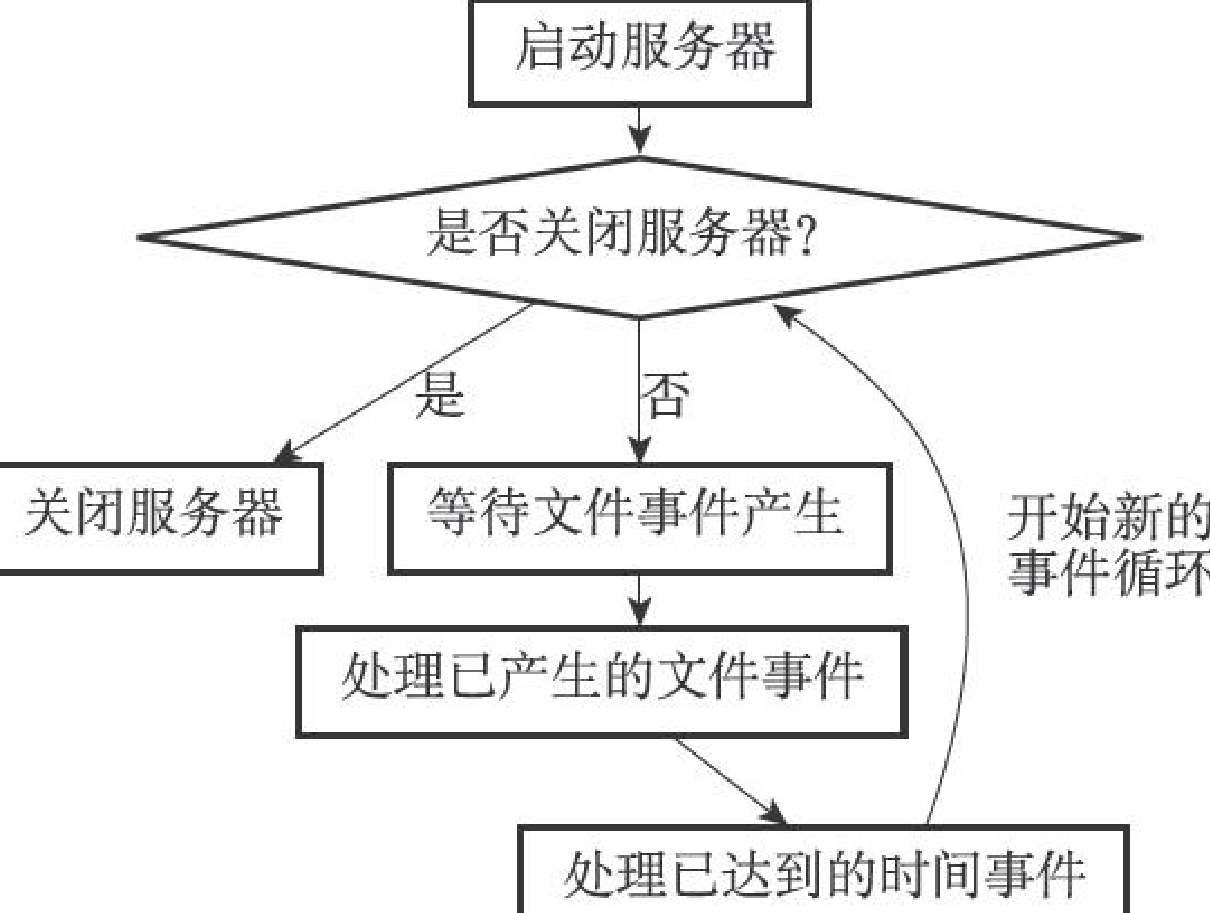 启动服务器
是否关闭服务器?
是
否
关闭服务器
等待文件事件产生
开始新的
事件循环
处理已产生的文件事件
处理已达到的时间事件